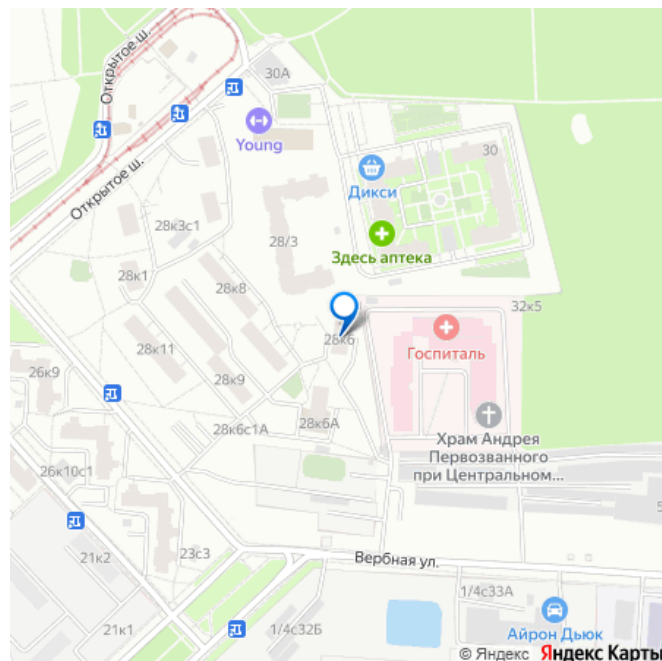 Открытое ш.
30А
Young
30
Дикси
Открытое ш.
28к3с1
28/3
Здесь аптека
28к1
28к8
32к5
28к6
28к11
Госпиталь
26к9
28к9
28к6с1А
28к6А
Храм Андрея
Первозванного
при Центральном...
26к10с1
5
21к2
23с3
Вербная ул.
1/4с33А
21к1
1/4с32Б
Айрон Дьюк
© Яндекс Яндекс Карты